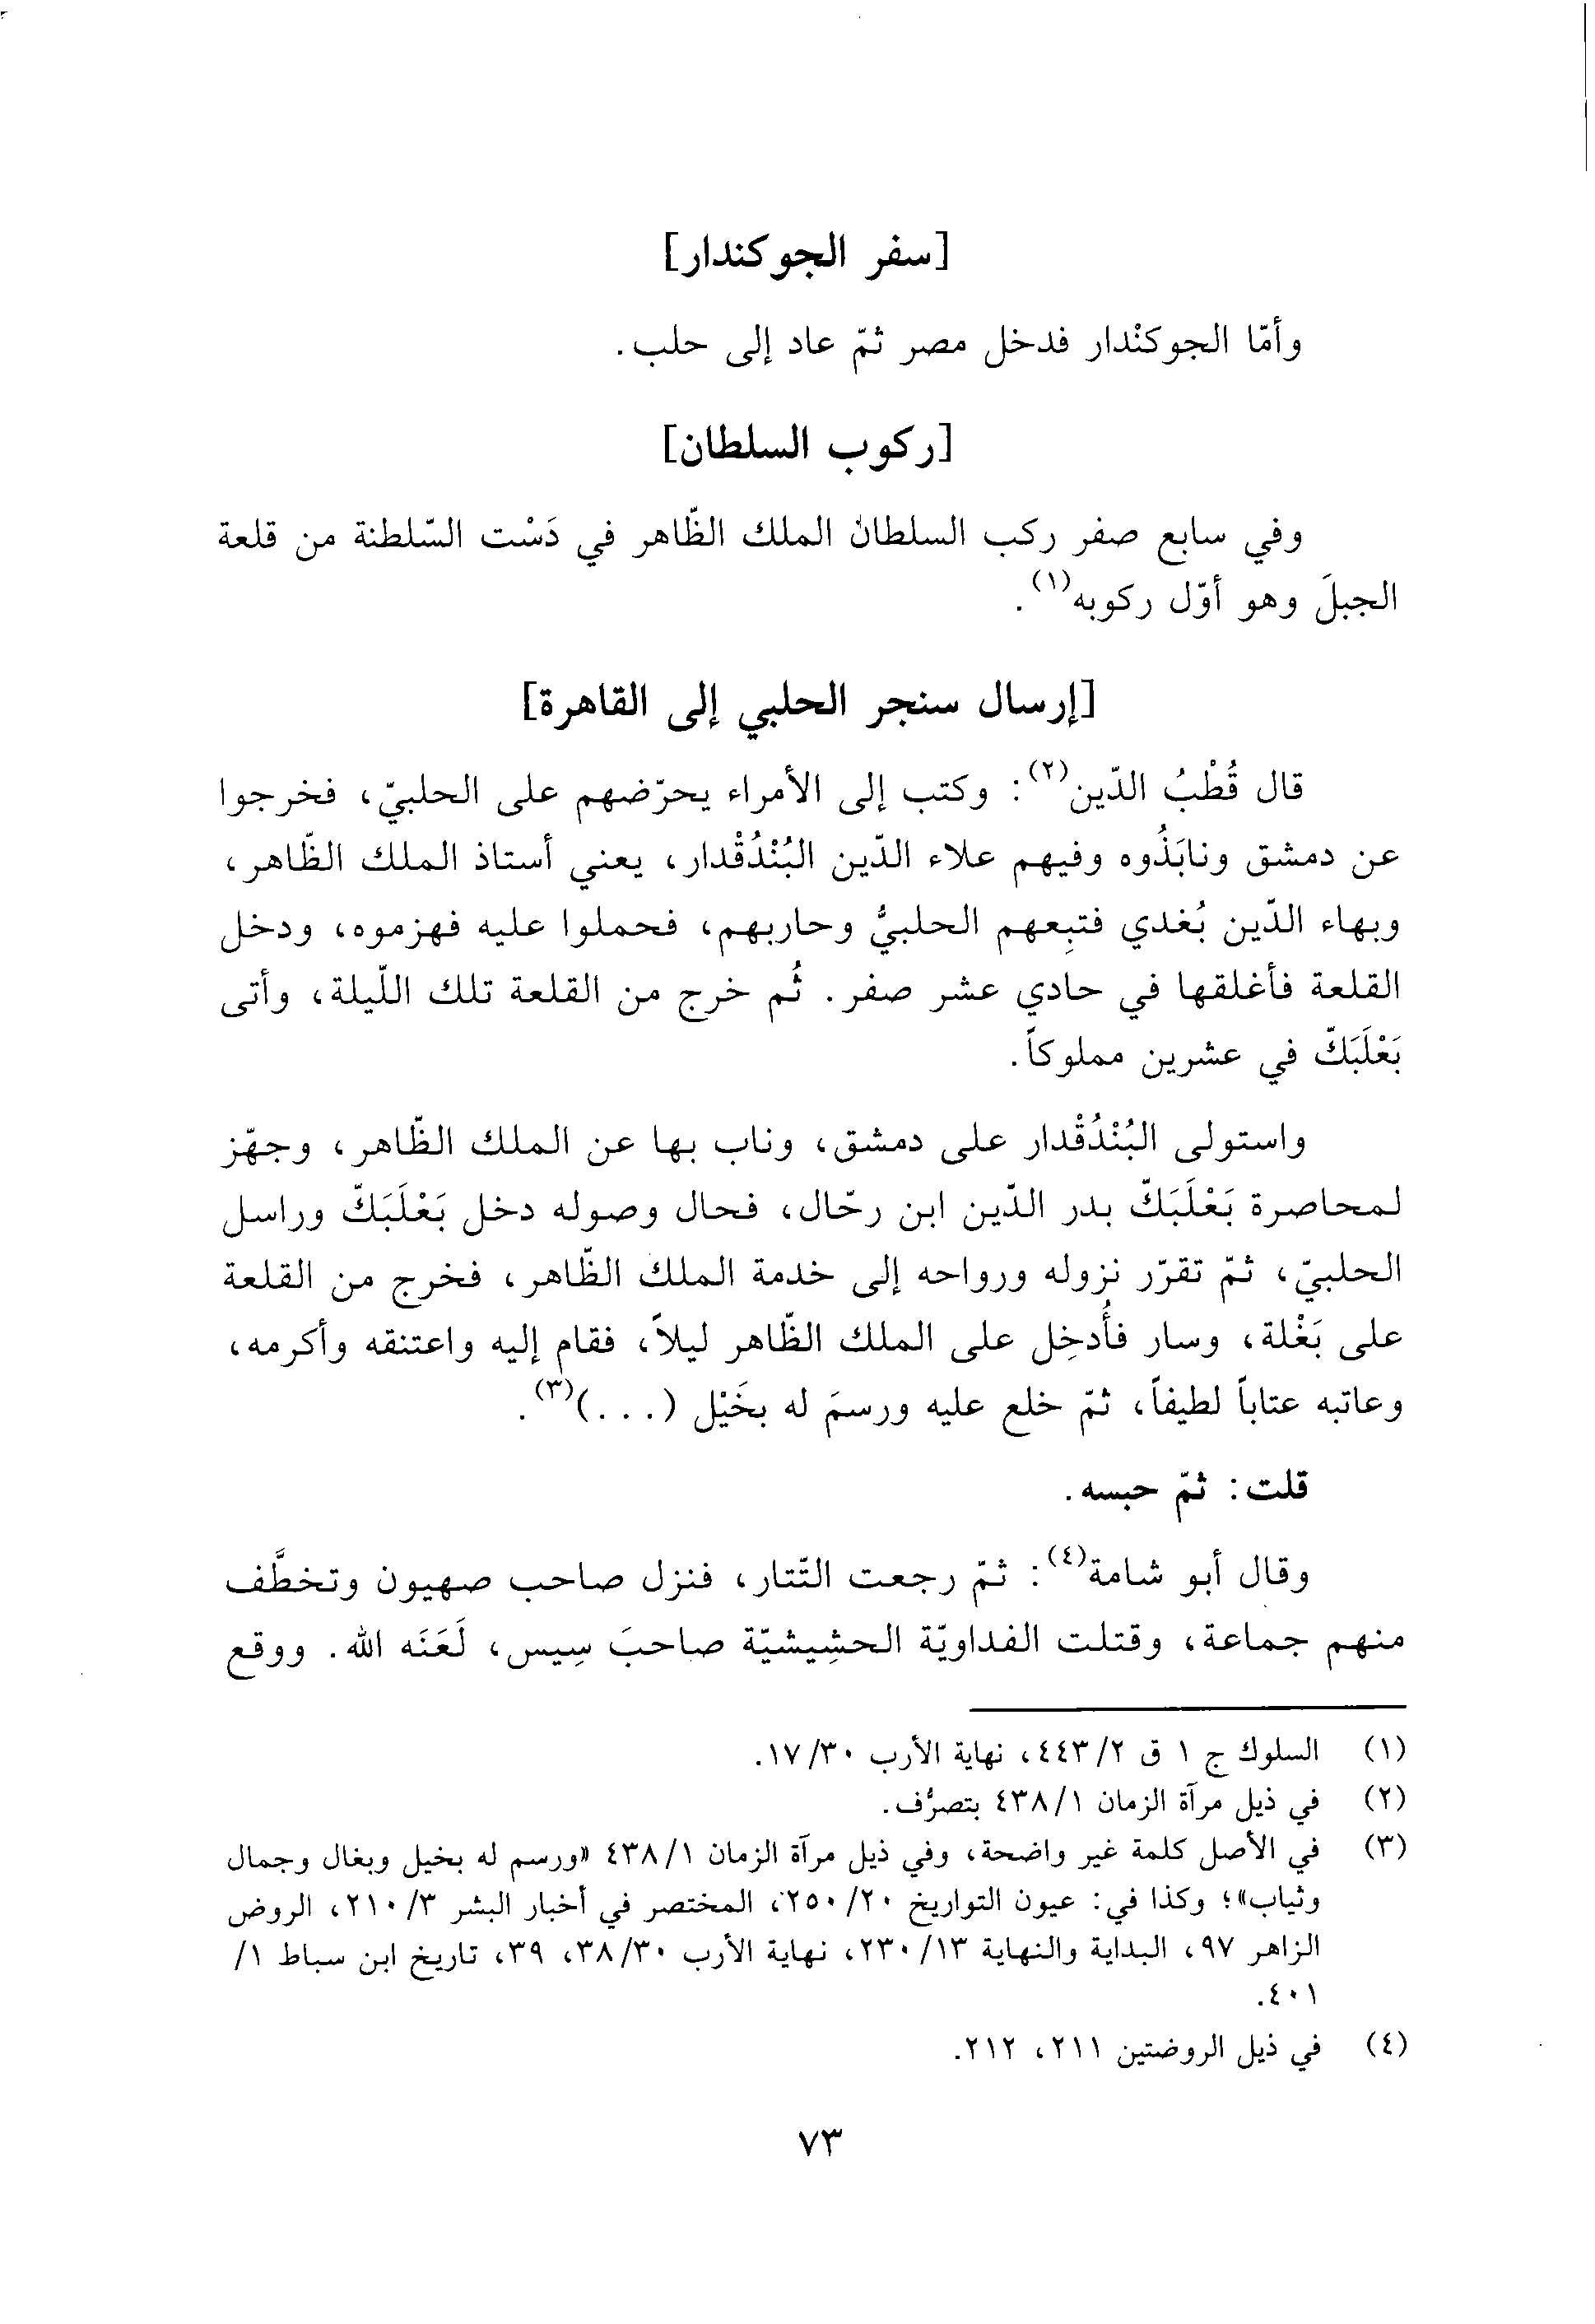 [سفر الجوكندار]
وأمّا الجوكنْدار فدخل مصر ثمّ عاد إلى حلب.
[ركوب السلطان]
وفي سابع صفر ركب السلطان الملك الظّاهر في دَسْت السّلطنة من قلعة
الجبلَ وهو أوّل ركوبه(١).
[إرسال سنجر الحلبي إلى القاهرة]
قال قُطْبُ الدّين(٢): وكتب إلى الأمراء يحرّضهم على الحلبيّ، فخرجوا
عن دمشق ونابَذُوه وفيهم علاء الدّين البُنْدُقْدار، يعني أستاذ الملك الظّاهر،
وبهاء الدّين بُغدي فتبِعهم الحلبيُّ وحاربهم، فحملوا عليه فهزموه، ودخل
القلعة فأغلقها في حادي عشر صفر. ثُم خرج من القلعة تلك اللّيلة، وأتى
بَعْلَبَكّ في عشرين مملوكاً.
واستولى البُنْدُقْدار على دمشق، وناب بها عن الملك الظّاهر، وجهّز
لمحاصرة بَعْلَبَكّ بدر الدّين ابن رحّال، فحال وصوله دخل بَعْلَبَكّ وراسل
الحلبيّ، ثمّ تقرّر نزوله ورواحه إلى خدمة الملك الظّاهر، فخرج من القلعة
على بَغْلة، وسار فأُدخِل على الملك الظّاهر ليلاً، فقام إليه واعتنقه وأكرمه،
وعاتبه عتاباً لطيفاً، ثمّ خلع عليه ورسمَ له بخَيْل (...)(٣).
قلت: ثمّ حبسه.
وقال أبو شامة(٤): ثمّ رجعت التّتار، فنزل صاحب صهيون وتخطَّف
منهم جماعة، وقتلت الفداويّة الحشِيشيّة صاحبَ سِيس، لَعَنَه الله. ووقع
(١) السلوك ج ١ ق ٢/ ٤٤٣، نهاية الأرب ٣٠/ ١٧.
(٢) في ذيل مرآة الزمان ١/ ٤٣٨ بتصرُّف.
(٣) في الأصل كلمة غير واضحة، وفي ذيل مرآة الزمان ١/ ٤٣٨ «ورسم له بخيل وبغال وجمال
وثياب»؛ وكذا في: عيون التواريخ ٢٠/ ٢٥٠، المختصر في أخبار البشر ٣/ ٢١٠، الروض
الزاهر ٩٧، البداية والنهاية ١٣/ ٢٣٠، نهاية الأرب ٣٠/ ٣٨، ٣٩، تاريخ ابن سباط ١/
٤٠١.
(٤) في ذيل الروضتين ٢١١، ٢١٢.
٧٣